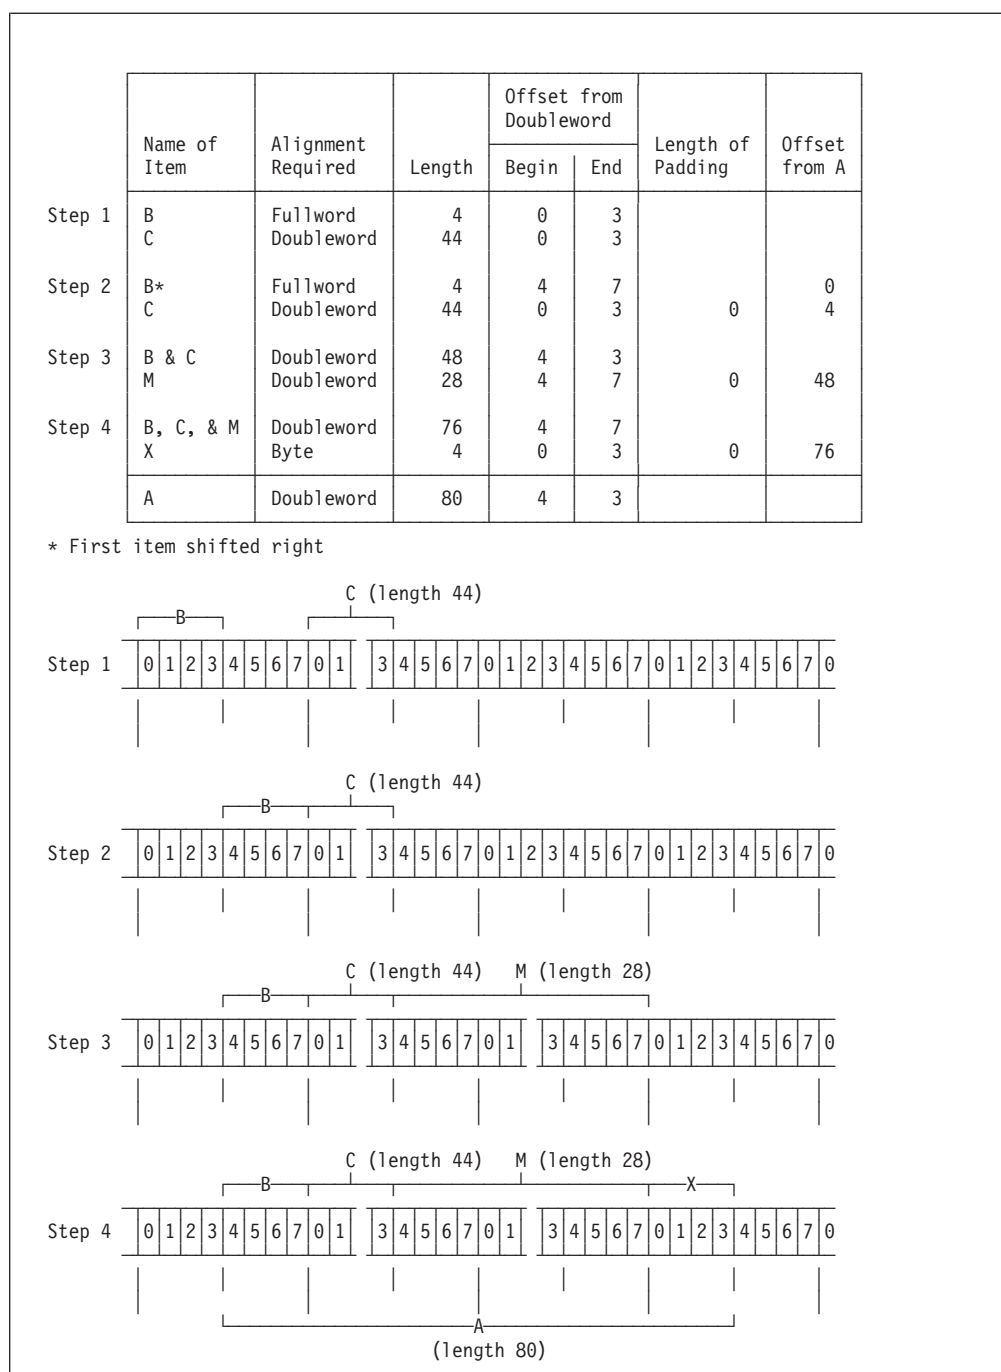 Offset from
Doubleword
Name of Alignment Length of Offset
Item Required Length Begin End Padding from A
Step 1 B Fullword 4 0 3
C Doubleword 44 0 3
Step 2 B* Fullword 4 4 7 0
C Doubleword 44 0 3 0 4
Step 3 B & C Doubleword 48 4 3
M Doubleword 28 4 7 0 48
Step 4 B, C, & M Doubleword 76 4 7
X Byte 4 0 3 0 76
A Doubleword 80 4 3
* First item shifted right
C (length 44)
B
Step 1 0 1 2 3 4 5 6 7 0 1 3 4 5 6 7 0 1 2 3 4 5 6 7 0 1 2 3 4 5 6 7 0
C (length 44)
B
Step 2 0 1 2 3 4 5 6 7 0 1 3 4 5 6 7 0 1 2 3 4 5 6 7 0 1 2 3 4 5 6 7 0
C (length 44) M (length 28)
B
Step 3 0 1 2 3 4 5 6 7 0 1 3 4 5 6 7 0 1 3 4 5 6 7 0 1 2 3 4 5 6 7 0
C (length 44) M (length 28)
B X
Step 4 0 1 2 3 4 5 6 7 0 1 3 4 5 6 7 0 1 3 4 5 6 7 0 1 2 3 4 5 6 7 0
A
(length 80)